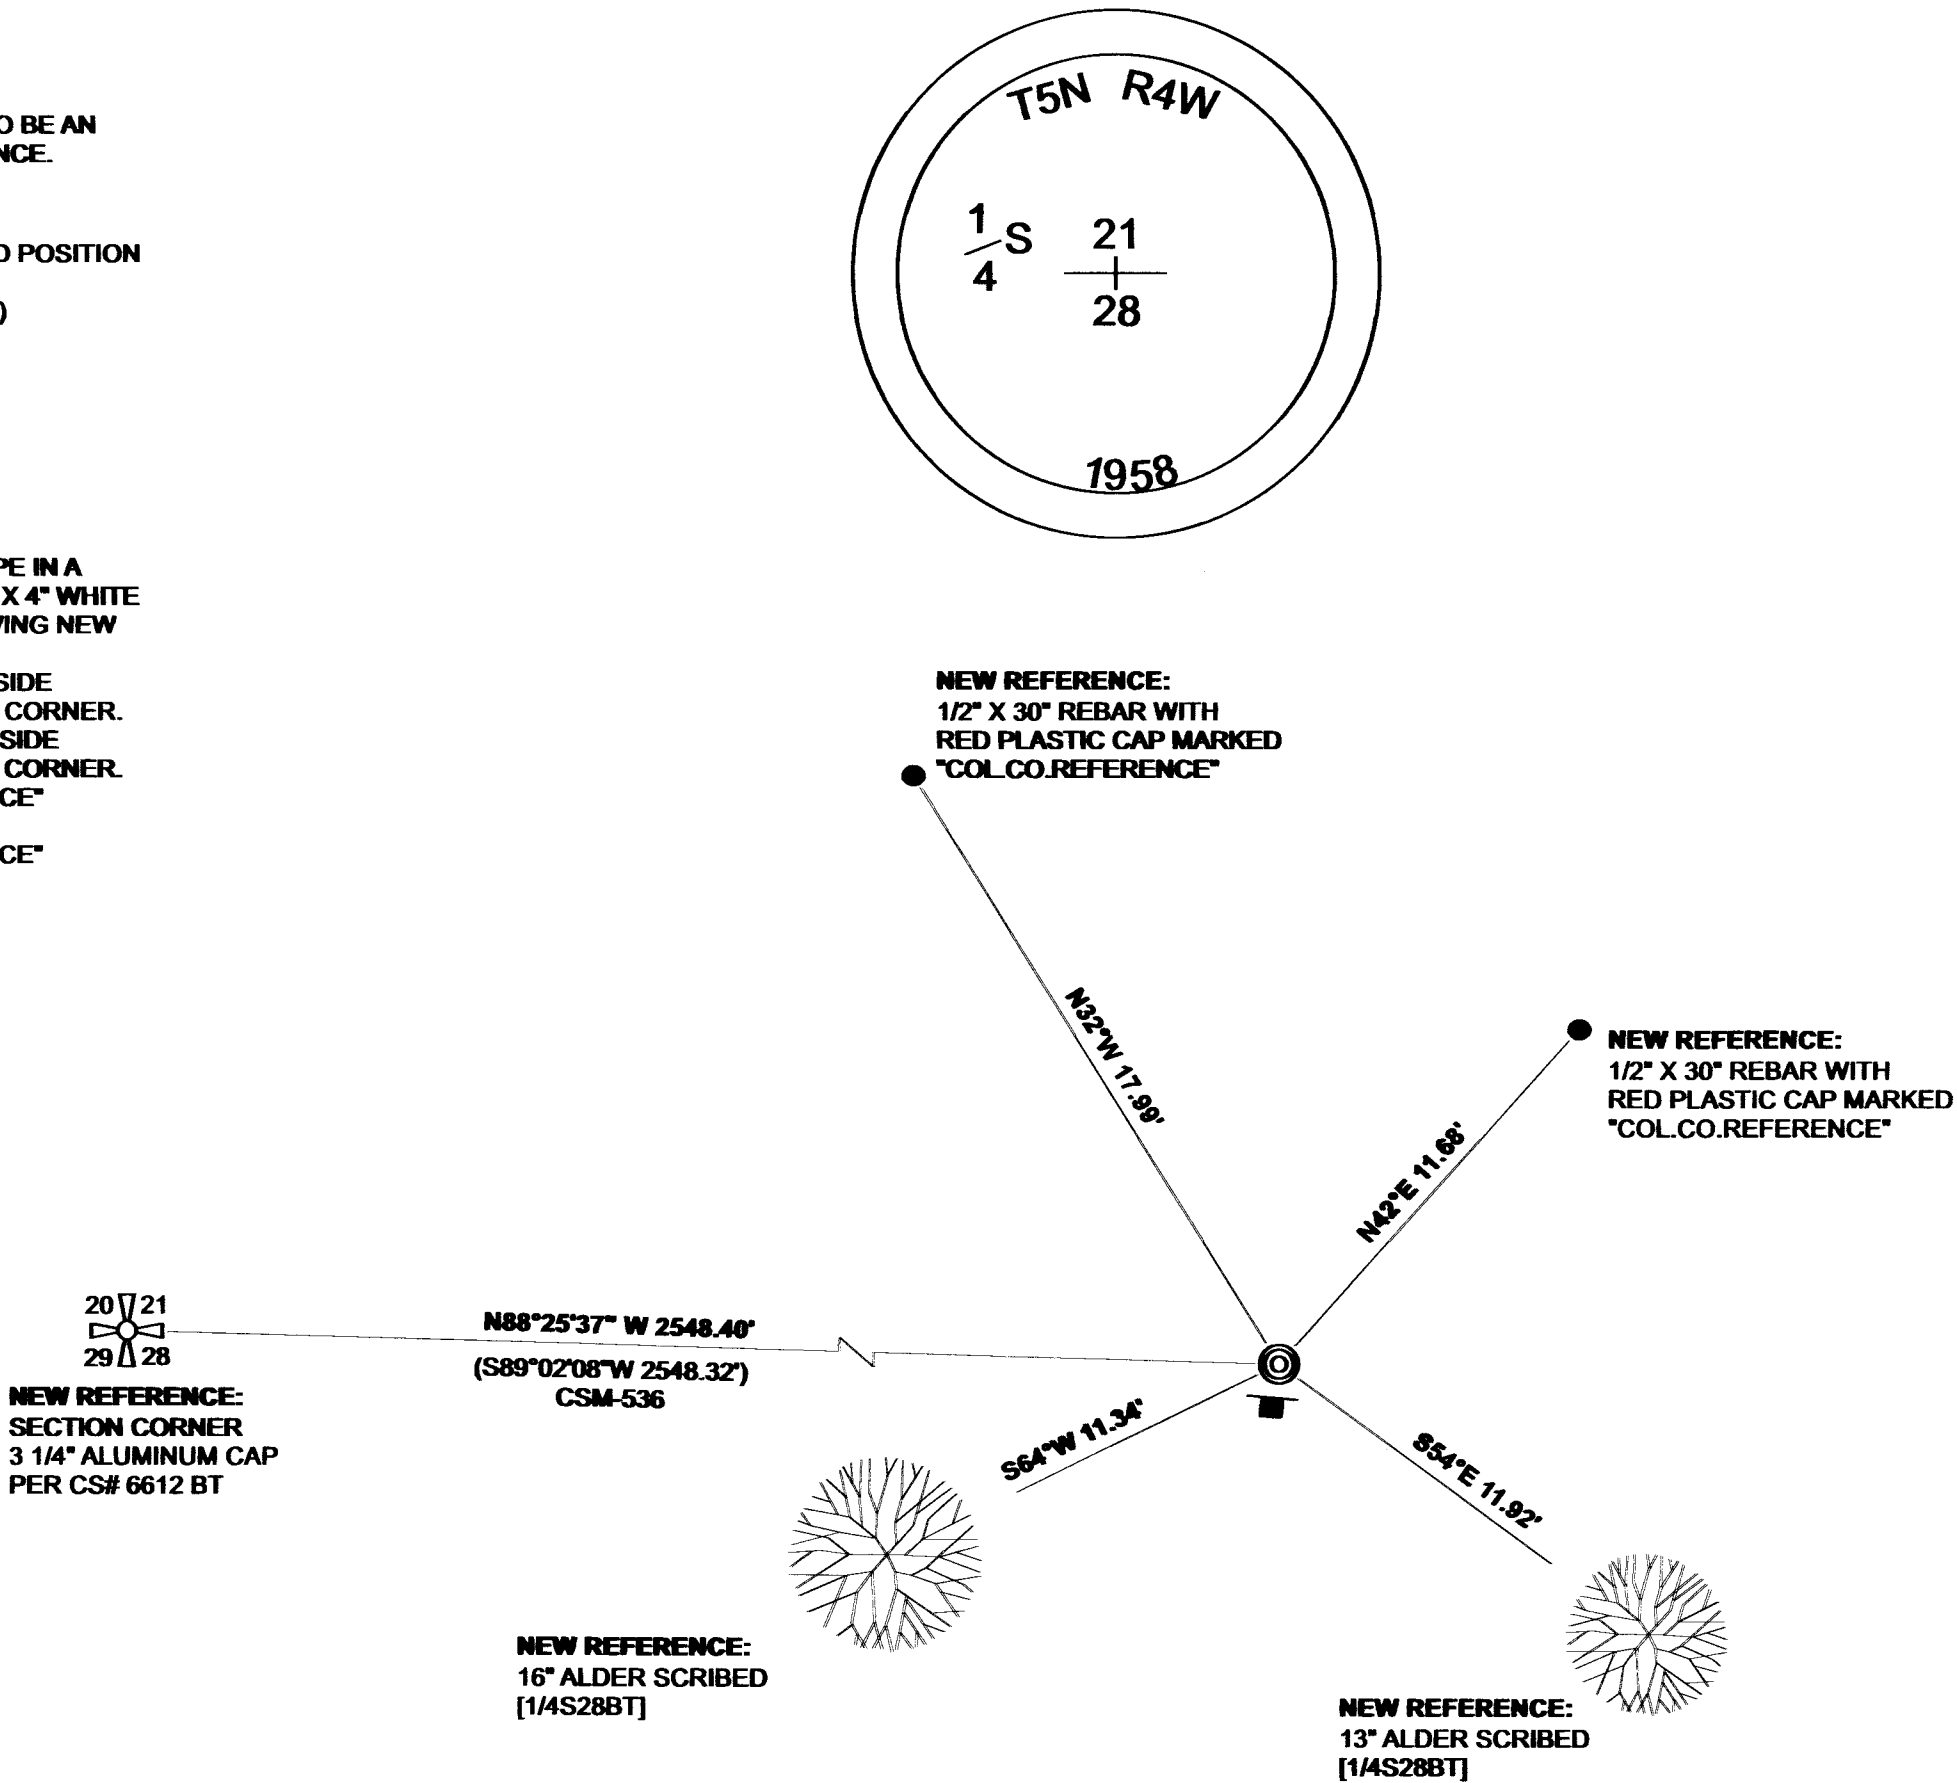 O BE AN
NCE.
O POSITION
)
PE IN A
X 4" WHITE
VING NEW
SIDE
CORNER.
SIDE
CORNER.
CE"
CE"
T5N R4W
1/4 S
21
28
1958
NEW REFERENCE:
1/2" X 30" REBAR WITH
RED PLASTIC CAP MARKED
"COL.CO.REFERENCE"
N32°W 17.99'
NEW REFERENCE:
1/2" X 30" REBAR WITH
RED PLASTIC CAP MARKED
"COL.CO.REFERENCE"
N42°E 11.68'
20 21
29 28
NEW REFERENCE:
SECTION CORNER
3 1/4" ALUMINUM CAP
PER CS# 6612 BT
N88°25'37" W 2548.40'
(S89°02'08"W 2548.32')
CSM-536
S64°W 11.34'
S54°E 11.92'
NEW REFERENCE:
16" ALDER SCRIBED
[1/4S28BT]
NEW REFERENCE:
13" ALDER SCRIBED
[1/4S28BT]